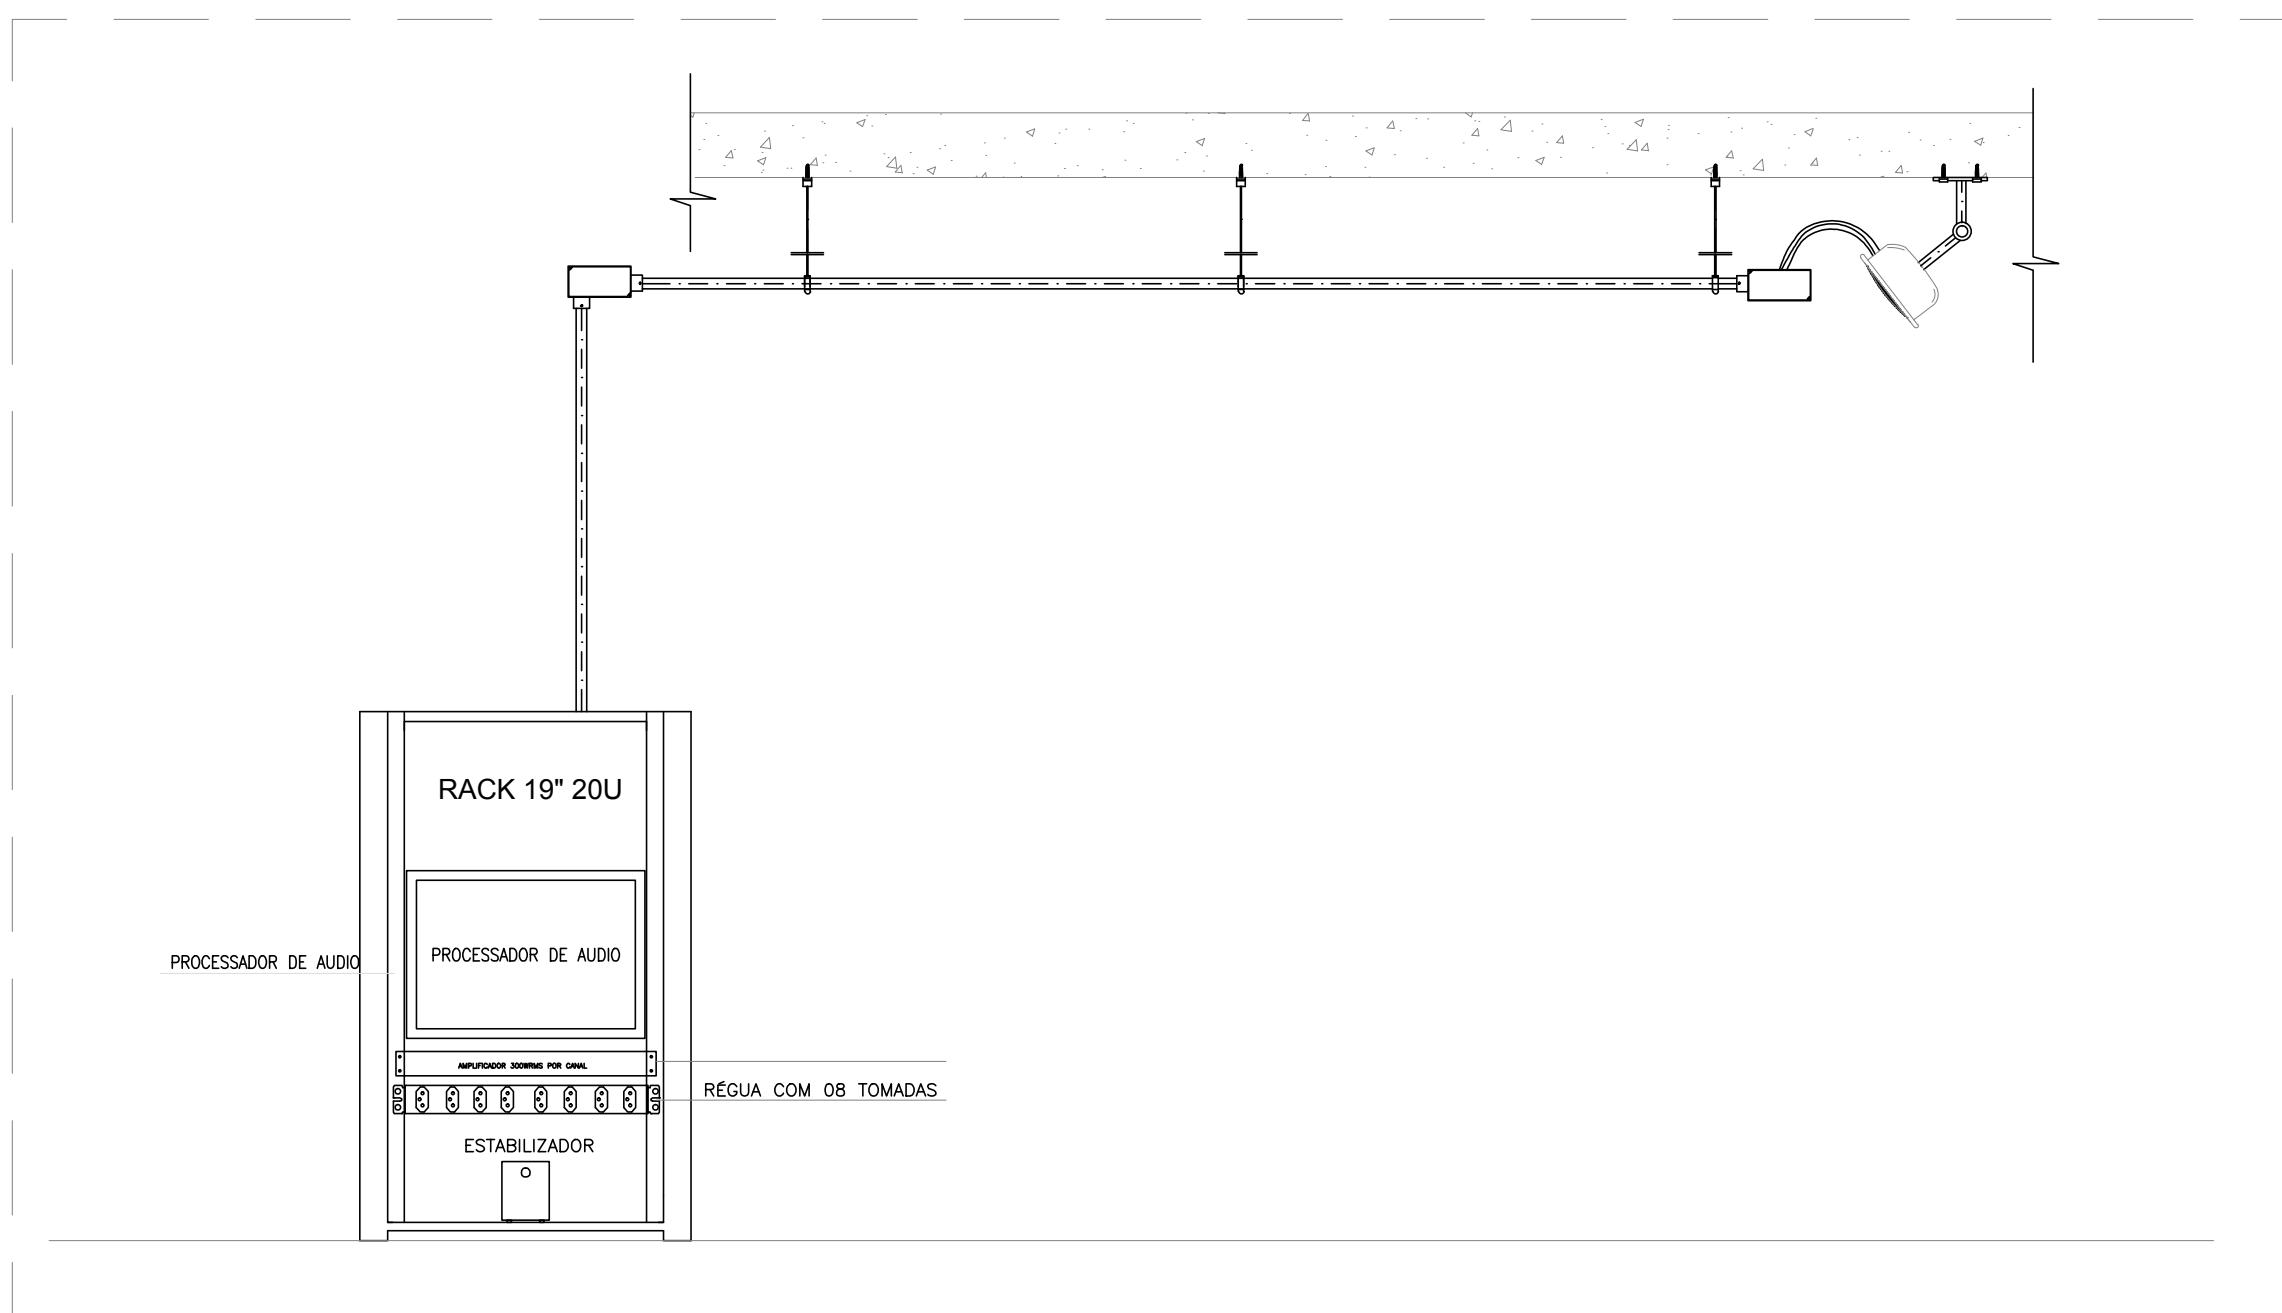 RACK 19" 20U
PROCESSADOR DE AUDIO
PROCESSADOR DE AUDIO
AMPLIFICADOR 300WRMS POR CANAL
RÉGUA COM 08 TOMADAS
ESTABILIZADOR